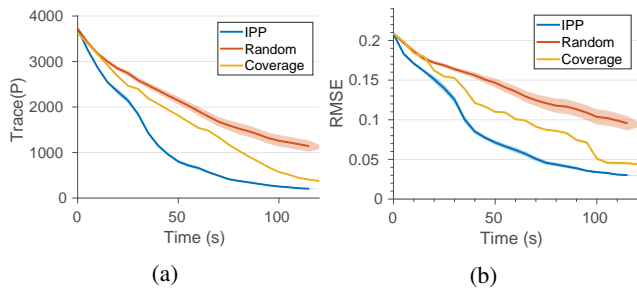 4000
3000
2000
1000
0
Trace(P)
0 50 100
Time (s)
IPP
Random
Coverage
(a)
0.2
0.15
0.1
0.05
0
RMSE
0 50 100
Time (s)
IPP
Random
Coverage
(b)